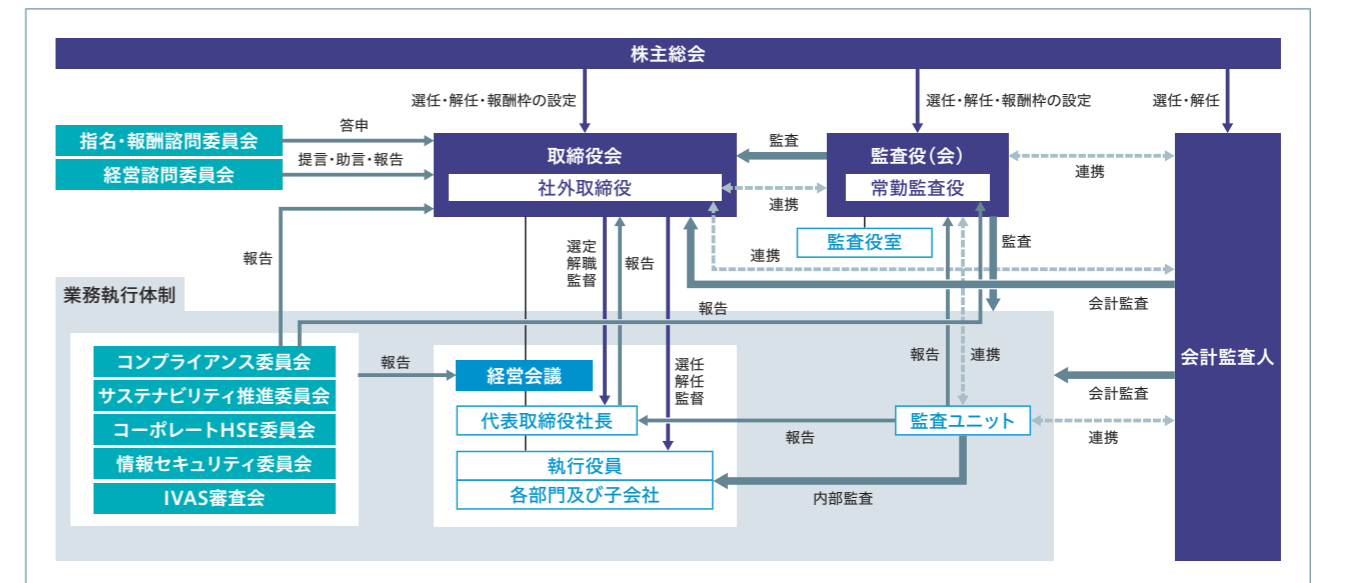 株主総会
選任・解任・報酬枠の設定
選任・解任・報酬枠の設定
選任・解任
指名・報酬諮問委員会
答申
経営諮問委員会
提言・助言・報告
取締役会
社外取締役
監査
連携
監査役(会)
常勤監査役
連携
監査役室
監査
報告
選定
解職
監督
報告
連携
会計監査
業務執行体制
報告
コンプライアンス委員会
サステナビリティ推進委員会
コーポレートHSE委員会
情報セキュリティ委員会
IVAS審査会
報告
経営会議
選任
解任
監督
代表取締役社長
報告
執行役員
各部門及び子会社
内部監査
報告
連携
監査ユニット
会計監査
連携
会計監査人